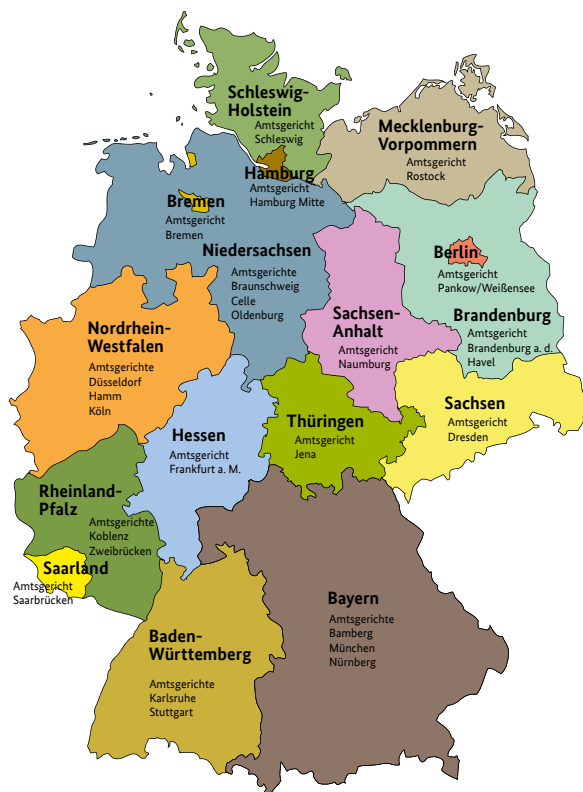 Schleswig-
Holstein
Amtsgericht
Schleswig
Mecklenburg-
Vorpommern
Amtsgericht
Rostock
Hamburg
Amtsgericht
Hamburg Mitte
Bremen
Amtsgericht
Bremen
Niedersachsen
Amtsgerichte
Braunschweig
Celle
Oldenburg
Berlin
Amtsgericht
Pankow/Weißensee
Brandenburg
Amtsgericht
Brandenburg a. d.
Havel
Sachsen-
Anhalt
Amtsgericht
Naumburg
Nordrhein-
Westfalen
Amtsgerichte
Düsseldorf
Hamm
Köln
Sachsen
Amtsgericht
Dresden
Thüringen
Amtsgericht
Jena
Hessen
Amtsgericht
Frankfurt a. M.
Rheinland-
Pfalz
Amtsgerichte
Koblenz
Zweibrücken
Saarland
Amtsgericht
Saarbrücken
Bayern
Amtsgerichte
Bamberg
München
Nürnberg
Baden-
Württemberg
Amtsgerichte
Karlsruhe
Stuttgart